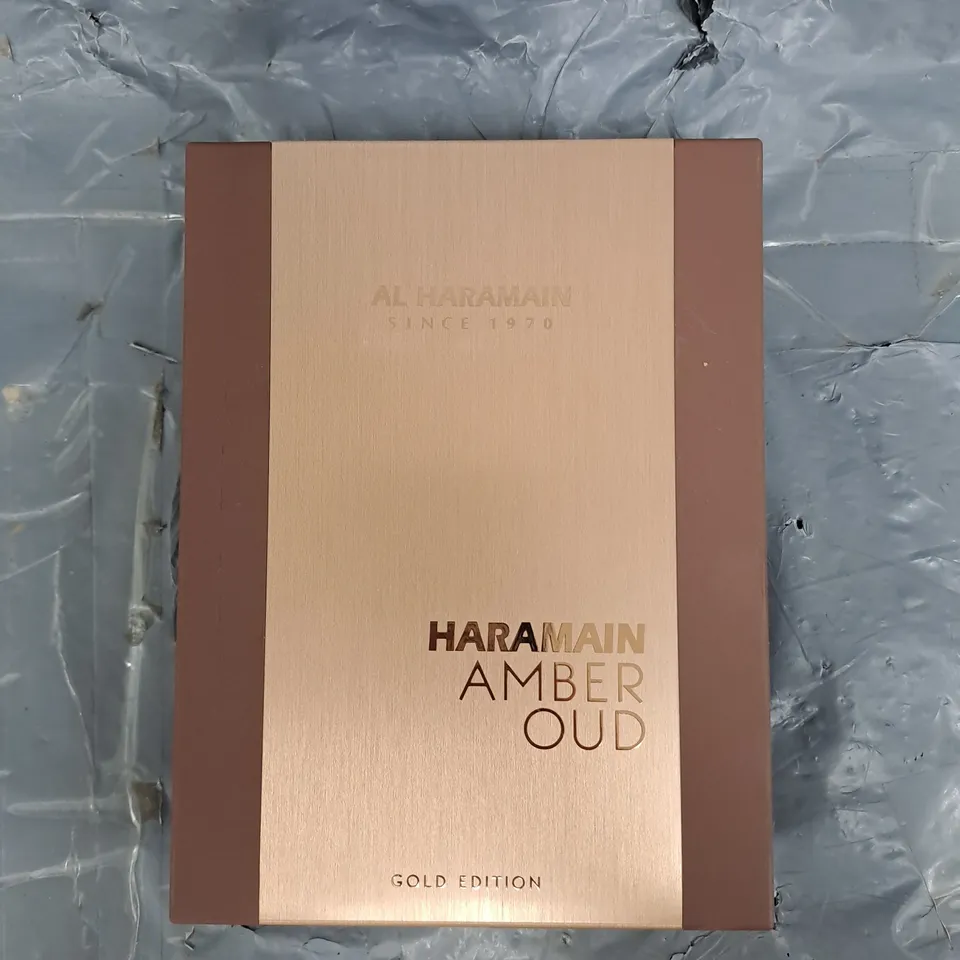 AL HARAMAIN
SINCE 1970
HARAMAIN
AMBER
OUD
GOLD EDITION